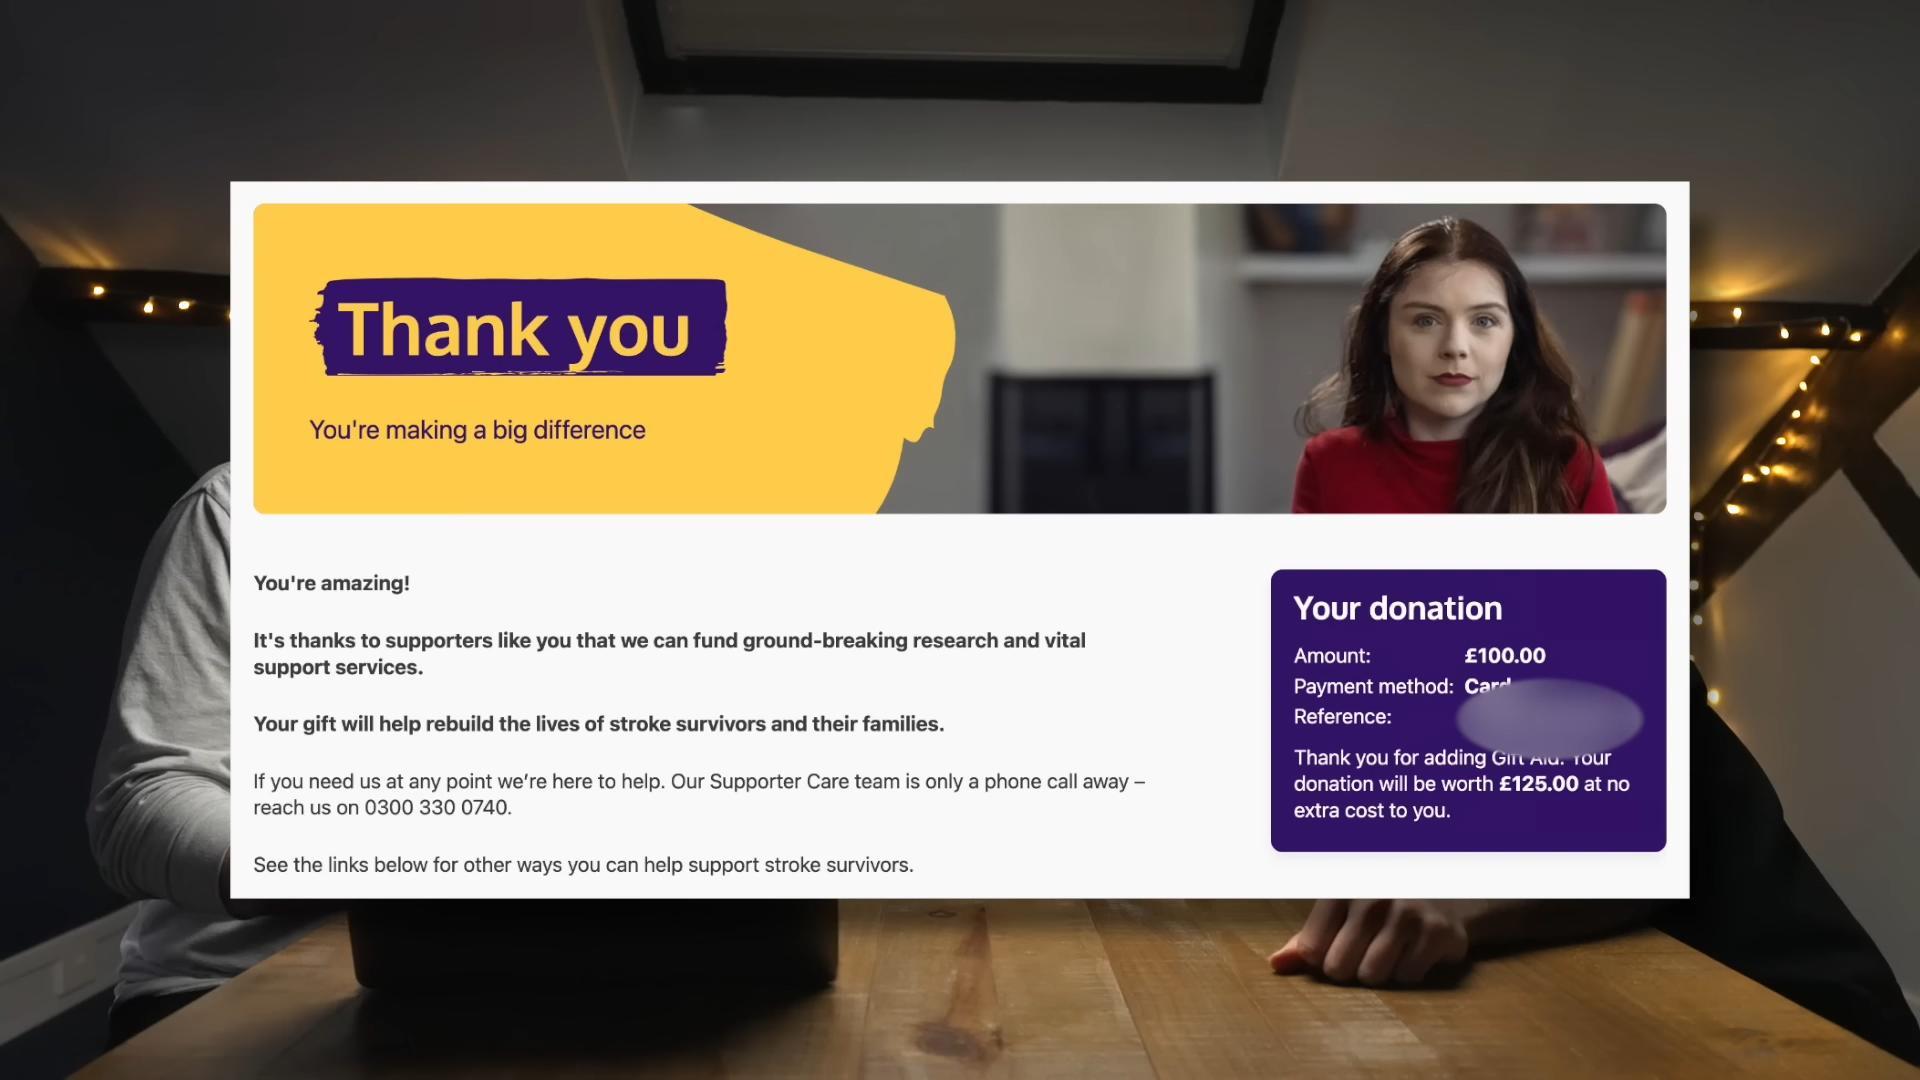 Thank you
You're making a big difference
You're amazing!
It's thanks to supporters like you that we can fund ground-breaking research and vital
support services.
Your gift will help rebuild the lives of stroke survivors and their families.
If you need us at any point we’re here to help. Our Supporter Care team is only a phone call away –
reach us on 0300 330 0740.
See the links below for other ways you can help support stroke survivors.
Your donation
Amount: £100.00
Payment method: Card
Reference:
Thank you for adding Gift Aid. Your
donation will be worth £125.00 at no
extra cost to you.